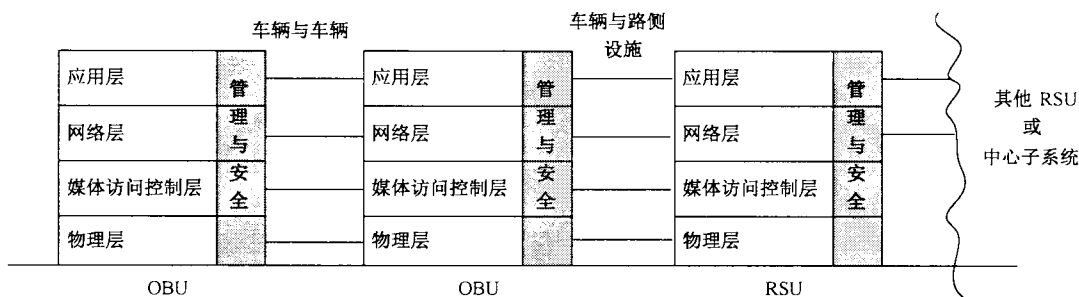 车辆与车辆
车辆与路侧
设施
应用层
网络层
媒体访问控制层
物理层
管理与安全
应用层
网络层
媒体访问控制层
物理层
管理与安全
应用层
网络层
媒体访问控制层
物理层
管理与安全
其他 RSU
或
中心子系统
OBU
OBU
RSU